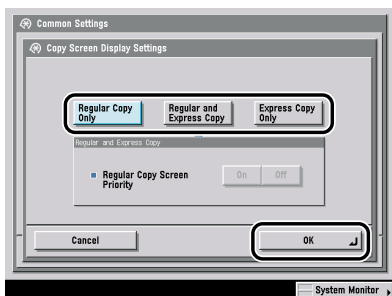 Common Settings
Copy Screen Display Settings
Regular Copy Only
Regular and Express Copy
Express Copy Only
Regular and Express Copy
Regular Copy Screen Priority
On
Off
Cancel
OK
System Monitor